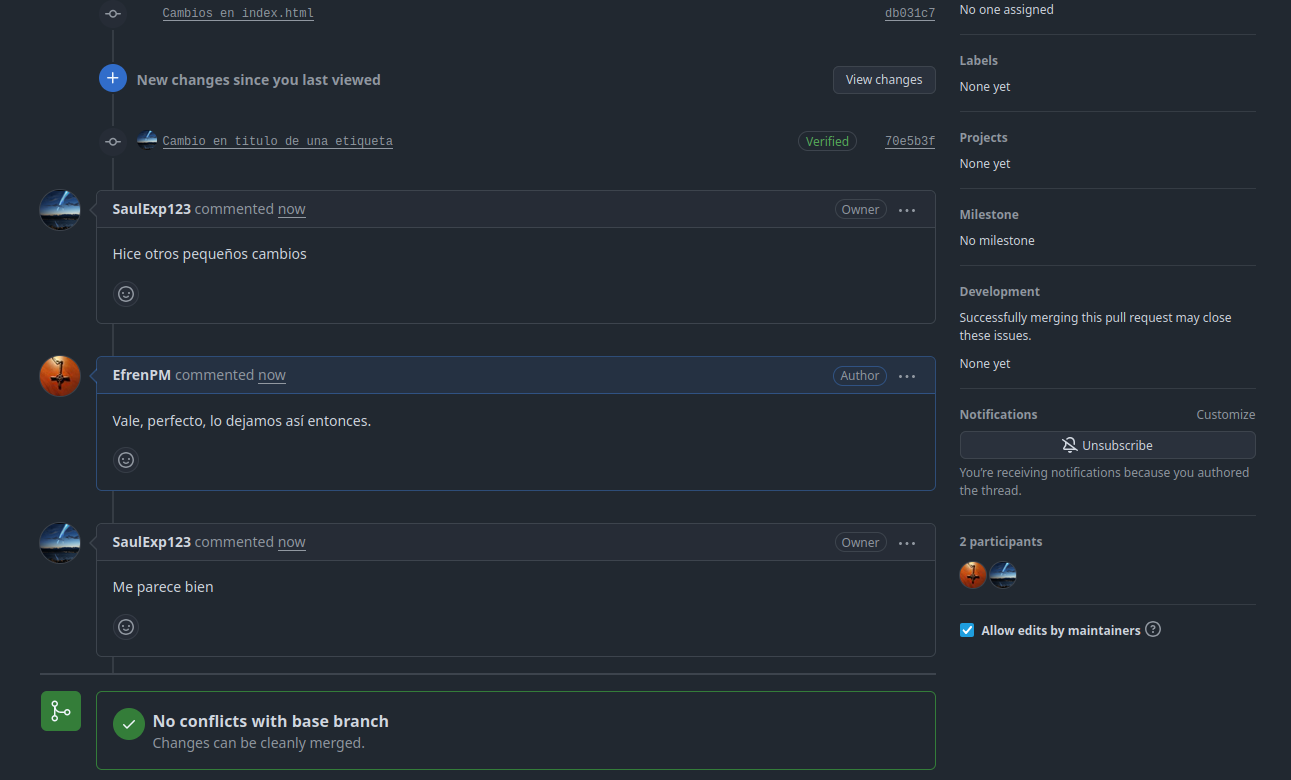 Cambios en index.html db031c7
New changes since you last viewed View changes
Cambio en titulo de una etiqueta Verified 70e5b3f
SaulExp123 commented now Owner
Hice otros pequeños cambios
EfrenPM commented now Author
Vale, perfecto, lo dejamos así entonces.
SaulExp123 commented now Owner
Me parece bien
No conflicts with base branch
Changes can be cleanly merged.
No one assigned
Labels
None yet
Projects
None yet
Milestone
No milestone
Development
Successfully merging this pull request may close
these issues.
None yet
Notifications Customize
Unsubscribe
You're receiving notifications because you authored
the thread.
2 participants
Allow edits by maintainers ?